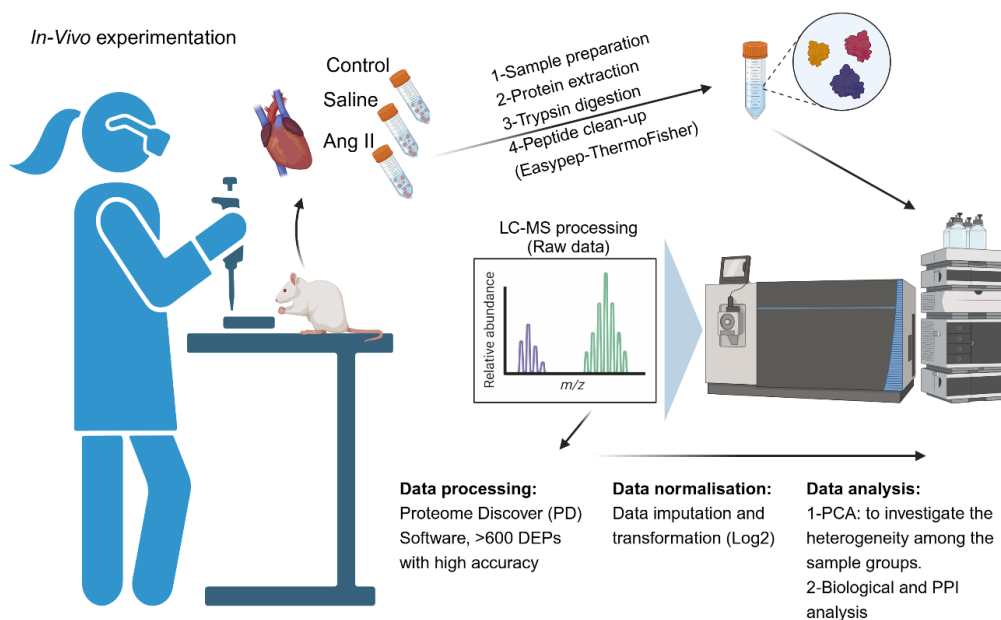 In-Vivo experimentation
Control
Saline
Ang II
1-Sample preparation
2-Protein extraction
3-Trypsin digestion
4-Peptide clean-up
(Easypep-ThermoFisher)
LC-MS processing
(Raw data)
Relative abundance
m/z
Data processing:
Proteome Discover (PD)
Software, >600 DEPs
with high accuracy
Data normalisation:
Data imputation and
transformation (Log2)
Data analysis:
1-PCA: to investigate the
heterogeneity among the
sample groups.
2-Biological and PPI
analysis